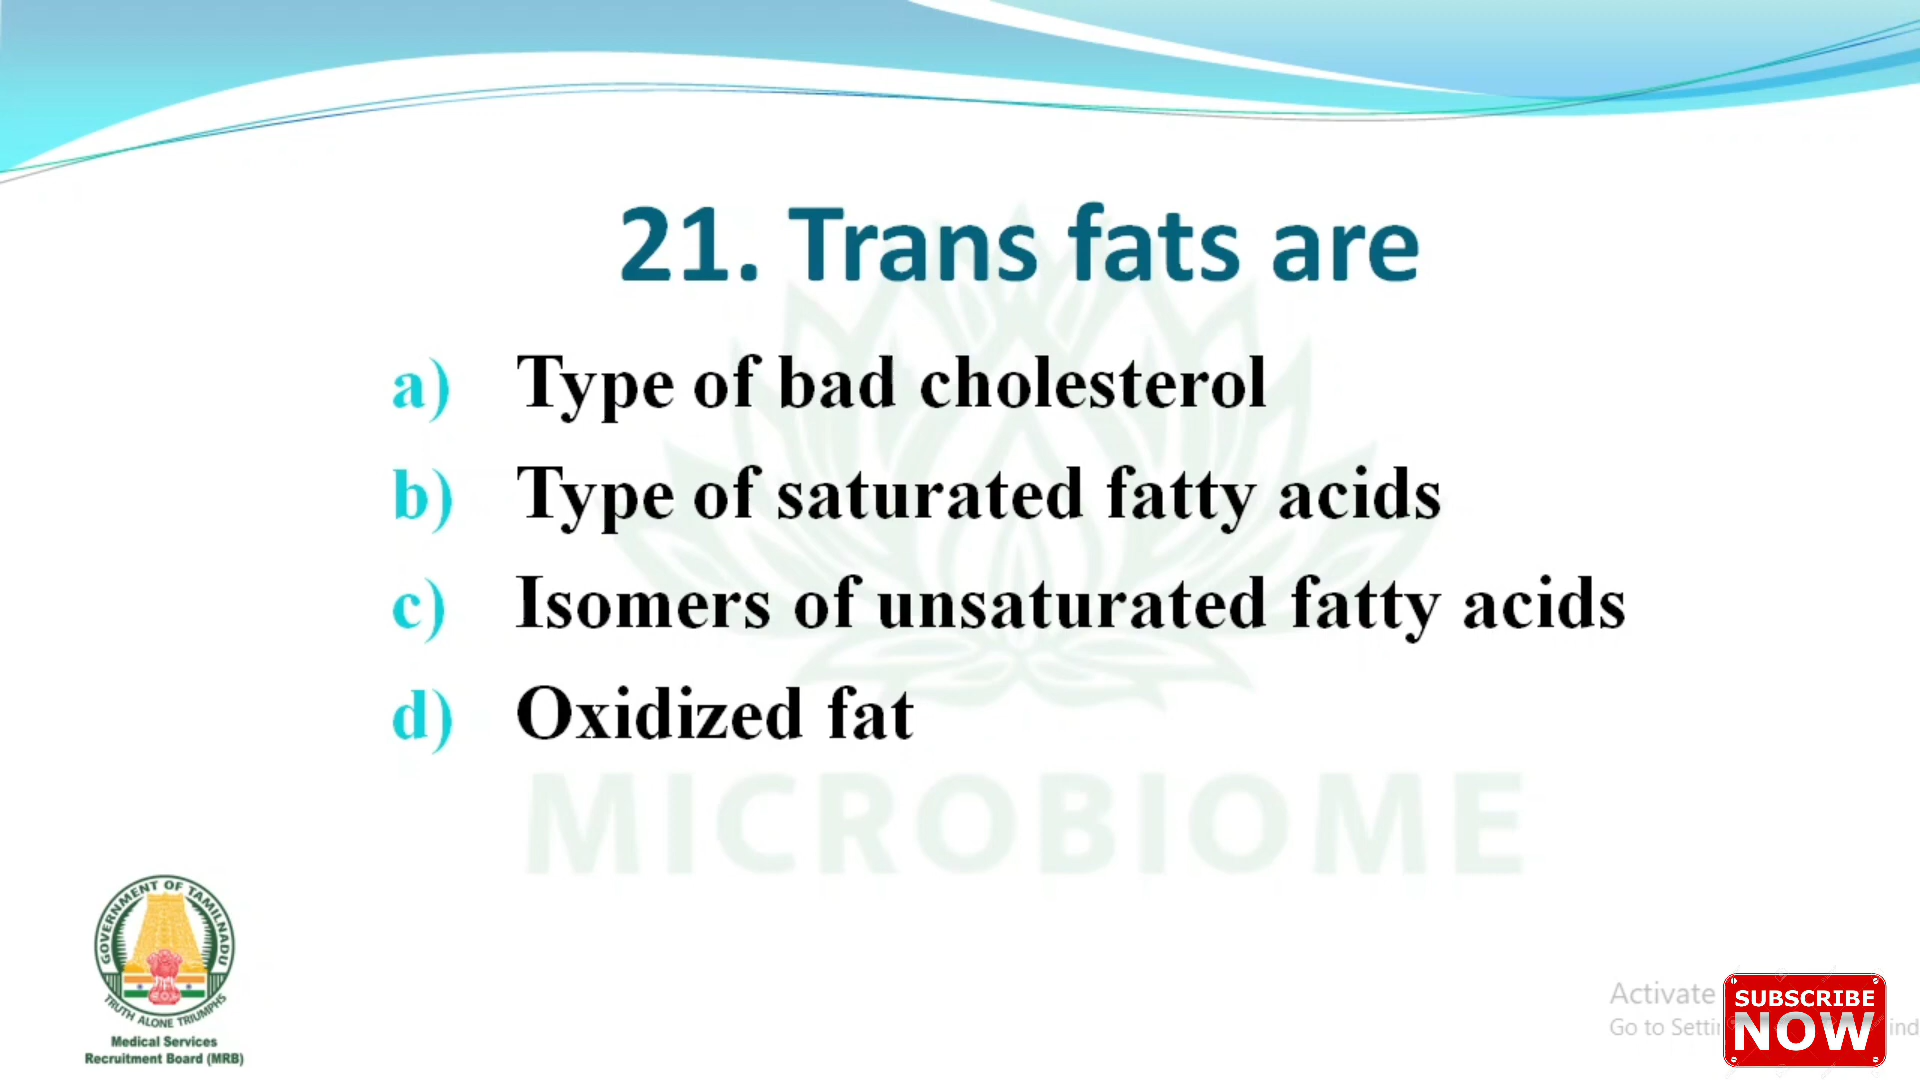 21. Trans fats are
a) Type of bad cholesterol
b) Type of saturated fatty acids
c) Isomers of unsaturated fatty acids
d) Oxidized fat
MICROBIOME
GOVERNMENT OF TAMILNADU
TRUTH ALONE TRIUMPHS
Medical Services
Recruitment Board (MRB)
Activate
Go to
SUBSCRIBE
NOW